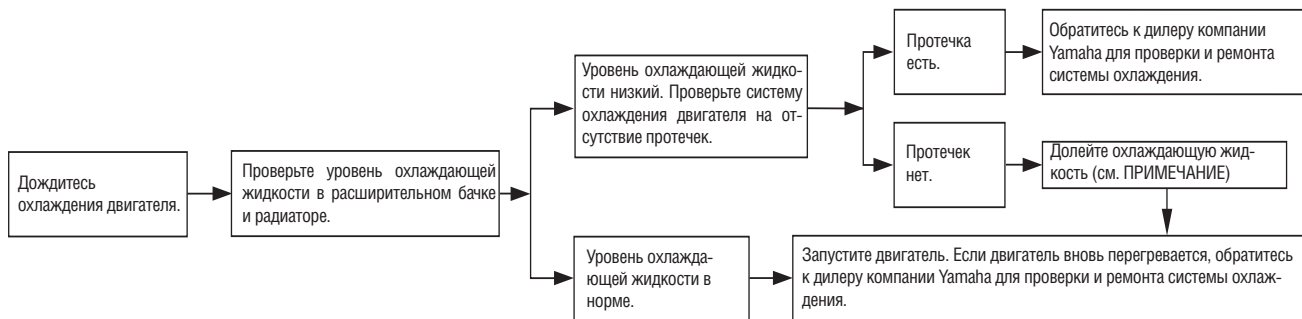 Дождитесь
охлаждения двигателя.
Проверьте уровень охлаждающей
жидкости в расширительном бачке
и радиаторе.
Уровень охлаждающей жидко-
сти низкий. Проверьте систему
охлаждения двигателя на от-
сутствие протечек.
Протечка
есть.
Обратитесь к дилеру компании
Yamaha для проверки и ремонта
системы охлаждения.
Протечек
нет.
Долейте охлаждающую жид-
кость (см. ПРИМЕЧАНИЕ)
Уровень охлажда-
ющей жидкости в
норме.
Запустите двигатель. Если двигатель вновь перегревается, обратитесь
к дилеру компании Yamaha для проверки и ремонта системы охлаж-
дения.